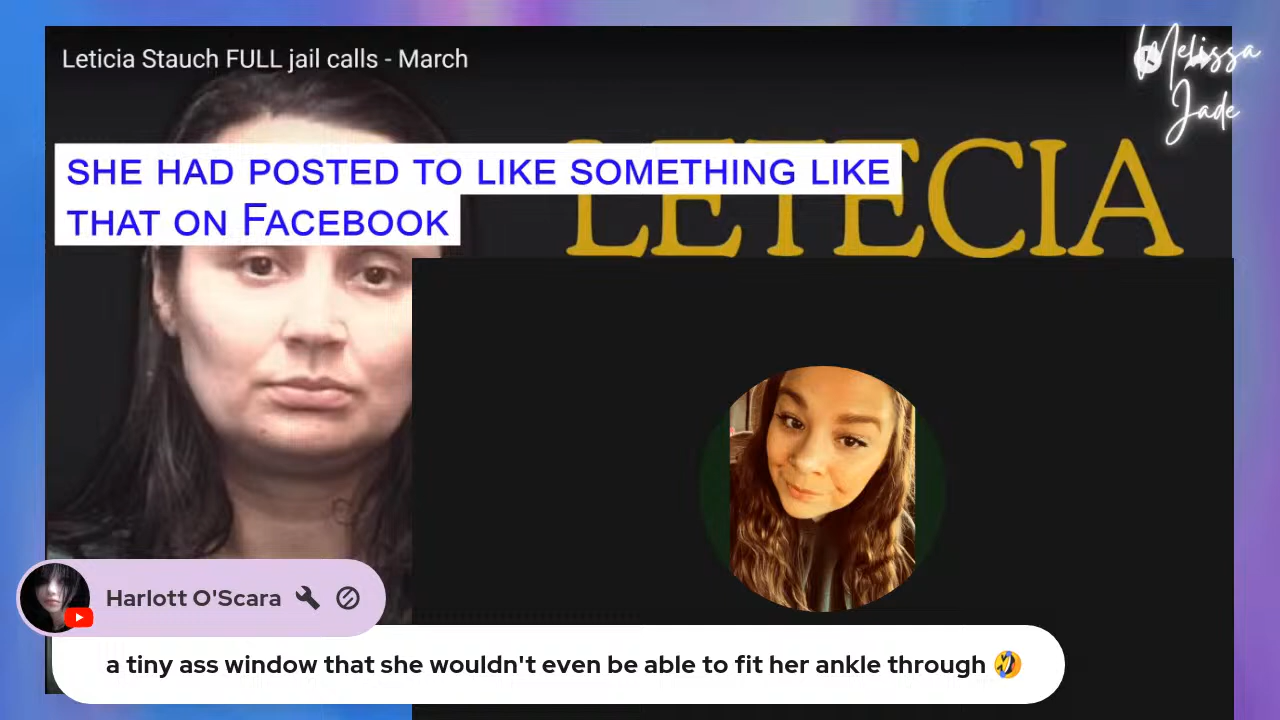 Leticia Stauch FULL jail calls - March
Melissa
Jade
SHE HAD POSTED TO LIKE SOMETHING LIKE
THAT ON FACEBOOK
LETECIA
Harlott O'Scara
a tiny ass window that she wouldn't even be able to fit her ankle through 🤣